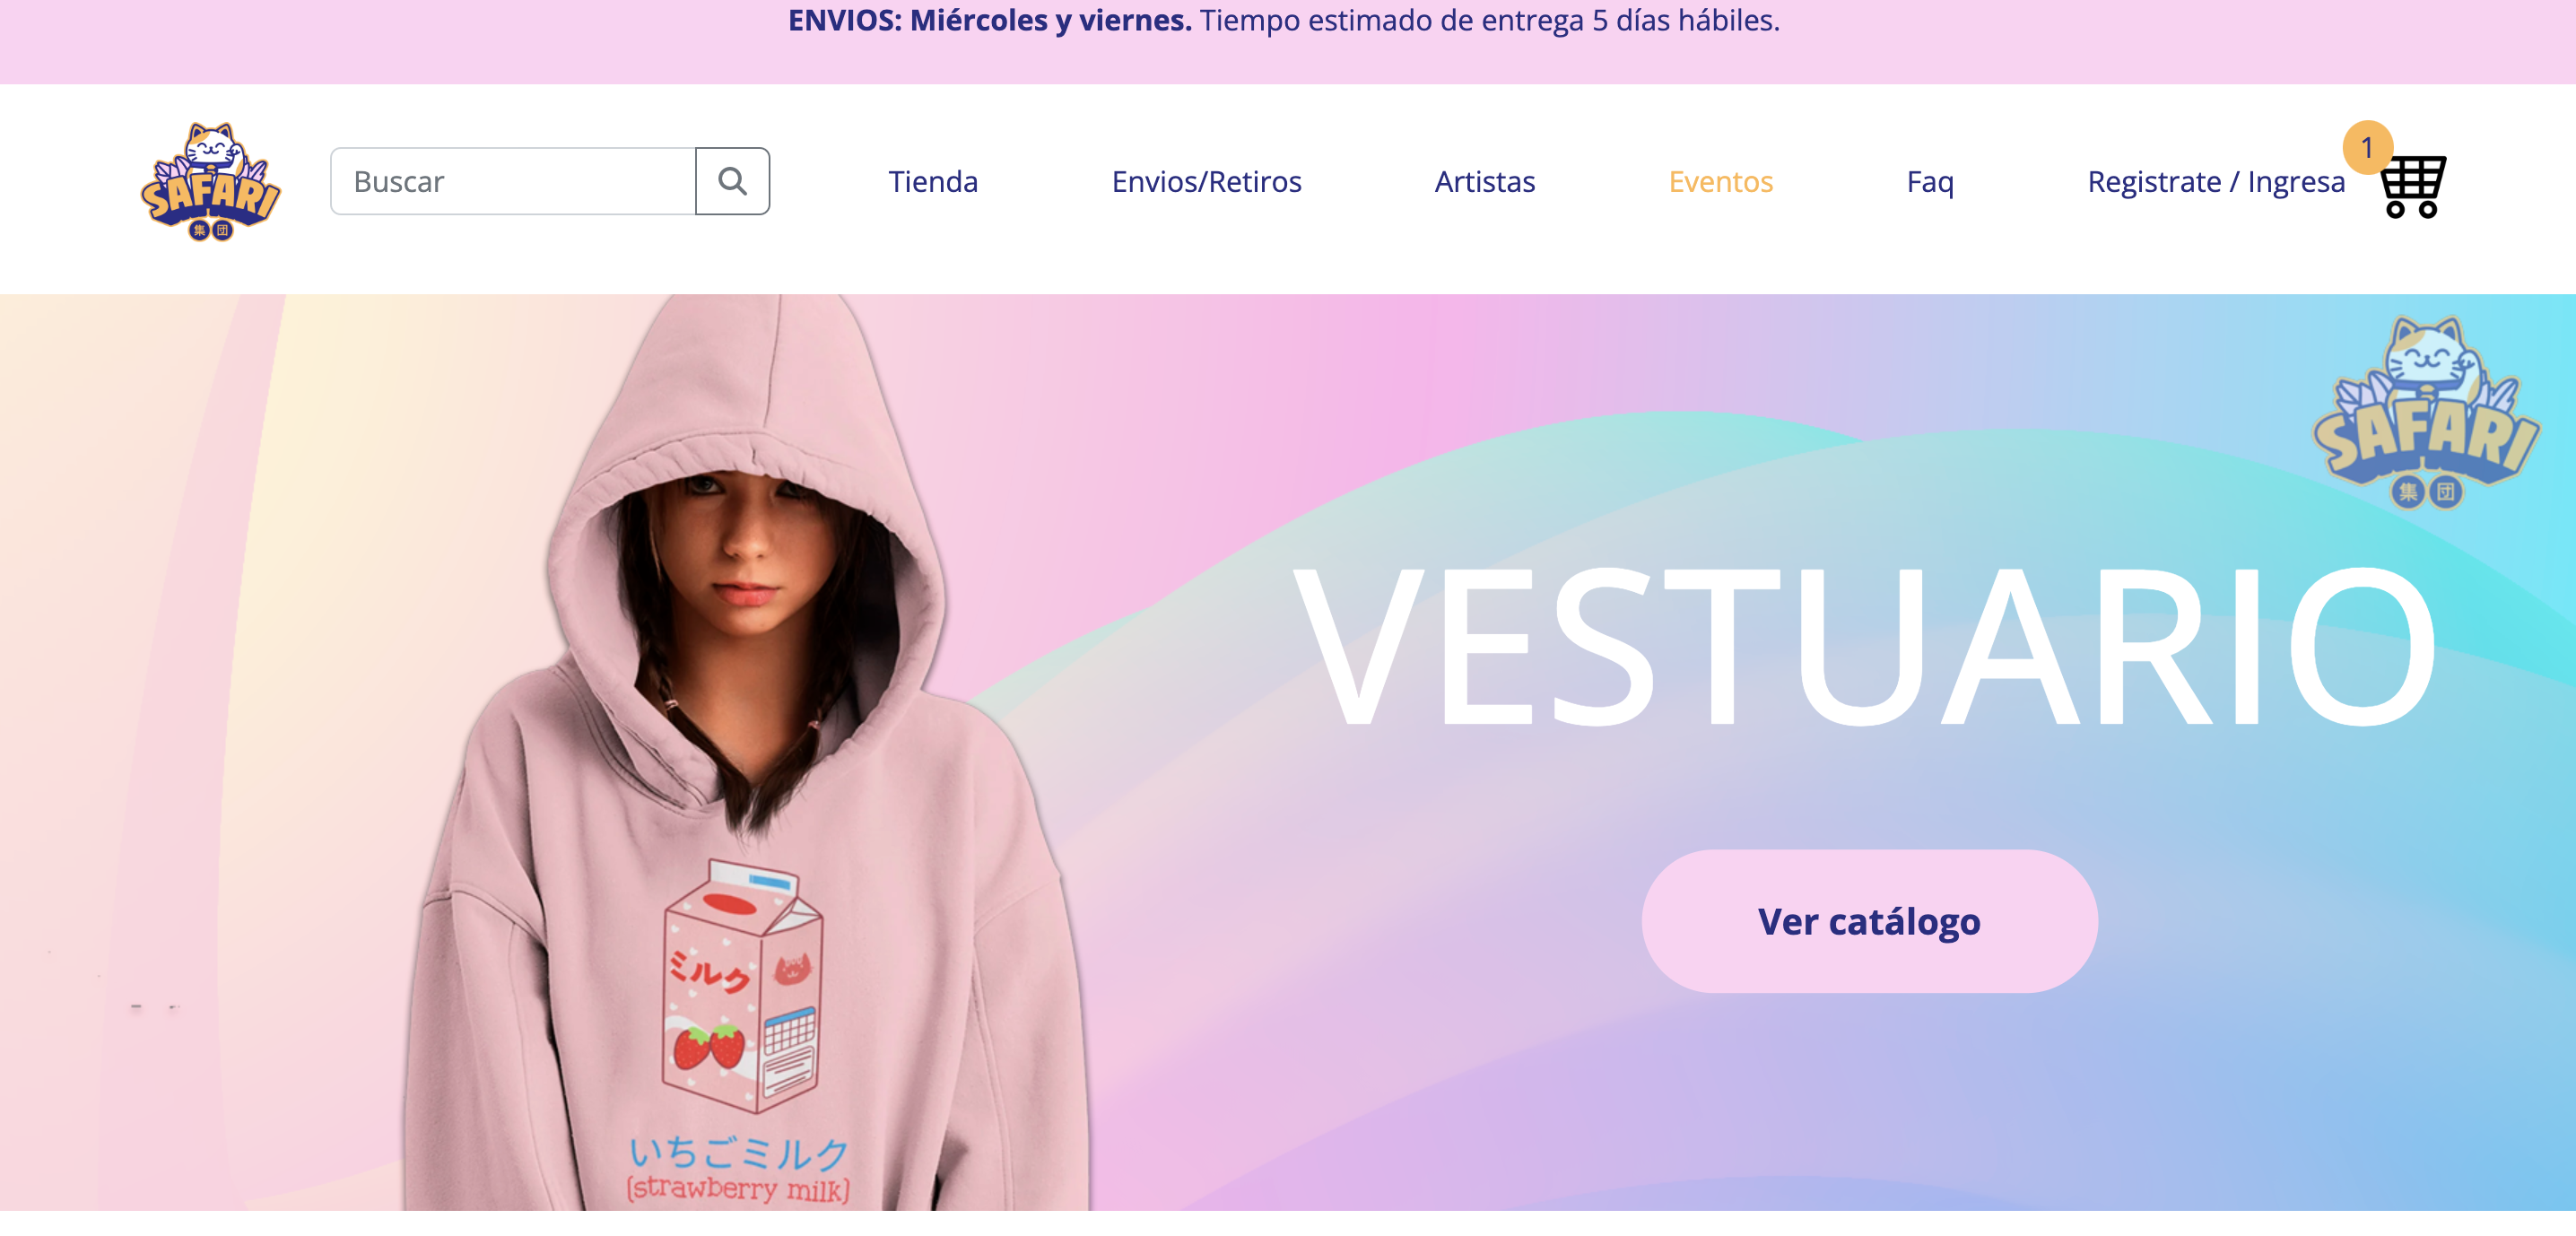 ENVIOS: Miércoles y viernes. Tiempo estimado de entrega 5 días hábiles.
SAFARI
集団
Buscar
Tienda
Envios/Retiros
Artistas
Eventos
Faq
Registrate / Ingresa
1
SAFARI
集団
VESTUARIO
Ver catálogo
ミルク
いちごミルク
(strawberry milk)